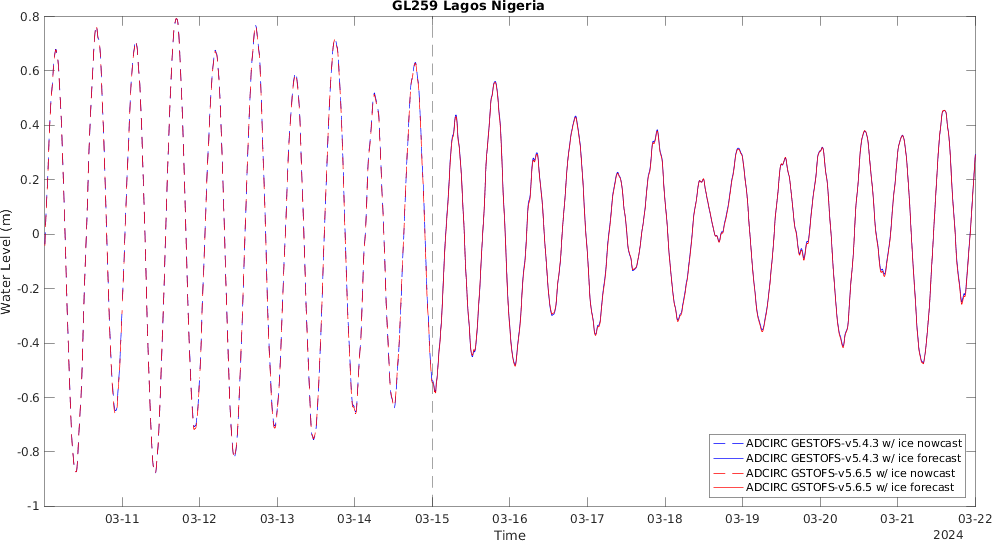 GL259 Lagos Nigeria
0.8
0.6
0.4
0.2
0
-0.2
-0.4
-0.6
-0.8
-1
Water Level (m)
ADCIRC GESTOFS-v5.4.3 w/ ice nowcast
ADCIRC GESTOFS-v5.4.3 w/ ice forecast
ADCIRC GSTOFS-v5.6.5 w/ ice nowcast
ADCIRC GSTOFS-v5.6.5 w/ ice forecast
03-11 03-12 03-13 03-14 03-15 03-16 03-17 03-18 03-19 03-20 03-21 03-22
Time
2024